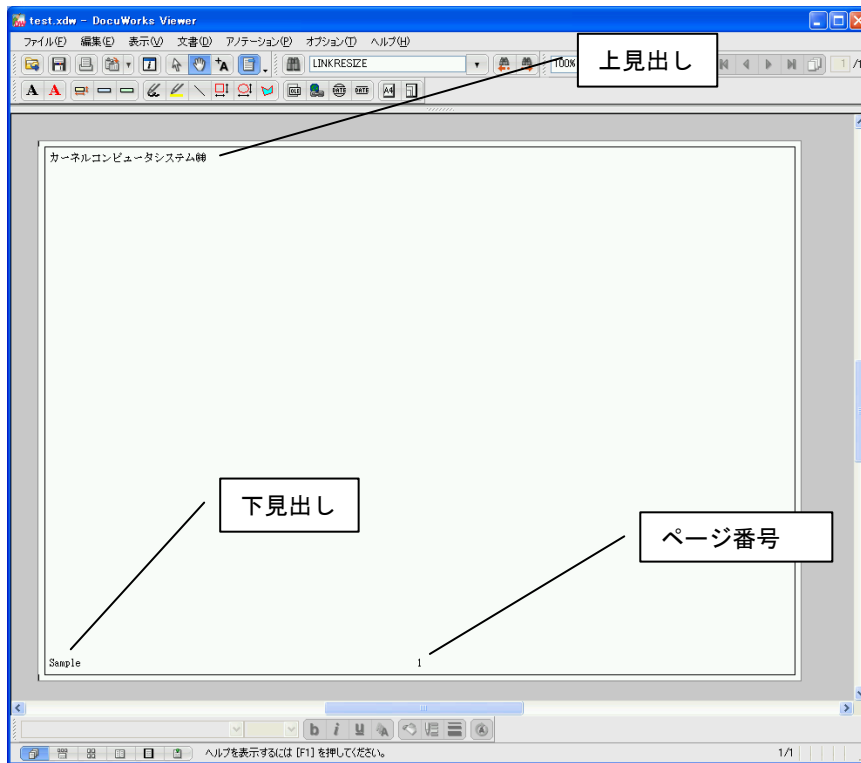 test.xdw - DocuWorks Viewer
ファイル(F) 編集(E) 表示(V) 文書(D) アノテーション(P) オプション(T) ヘルプ(H)
LINKRESIZE
100%
1 /1
上見出し
カーネルコンピュータシステム㈱
下見出し
ページ番号
Sample
1
ヘルプを表示するには [F1] を押してください。
1/1